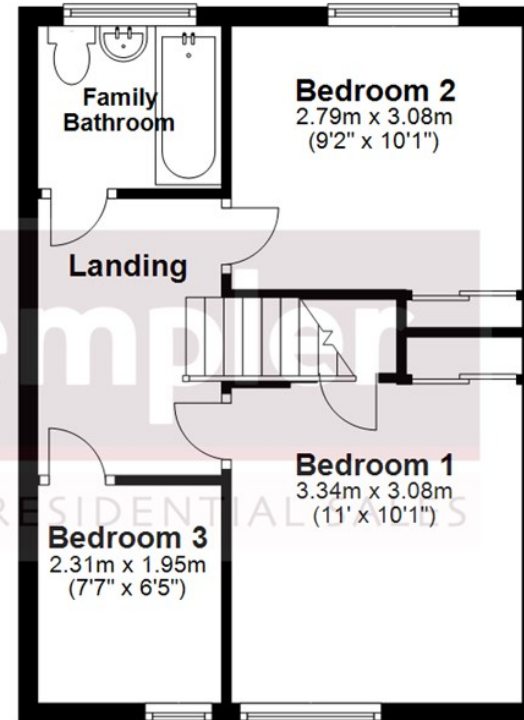 Family
Bathroom
Bedroom 2
2.79m x 3.08m
(9'2" x 10'1")
Landing
empler
RESIDENTIAL SALES
Bedroom 1
3.34m x 3.08m
(11' x 10'1")
Bedroom 3
2.31m x 1.95m
(7'7" x 6'5")